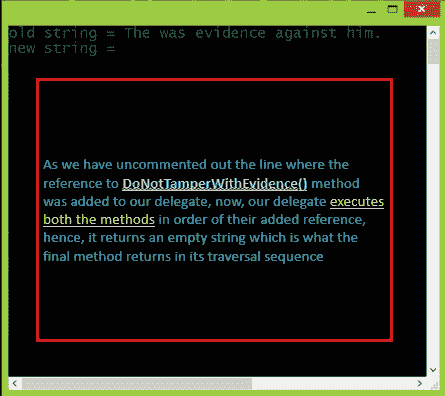 old string = The was evidence against him.
new string =
As we have uncommented out the line where the
reference to DoNotTamperWithEvidence() method
was added to our delegate, now, our delegate executes
both the methods in order of their added reference,
hence, it returns an empty string which is what the
final method returns in its traversal sequence